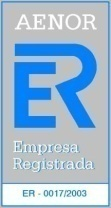 AENOR
ER
Empresa
Registrada
ER - 0017/2003